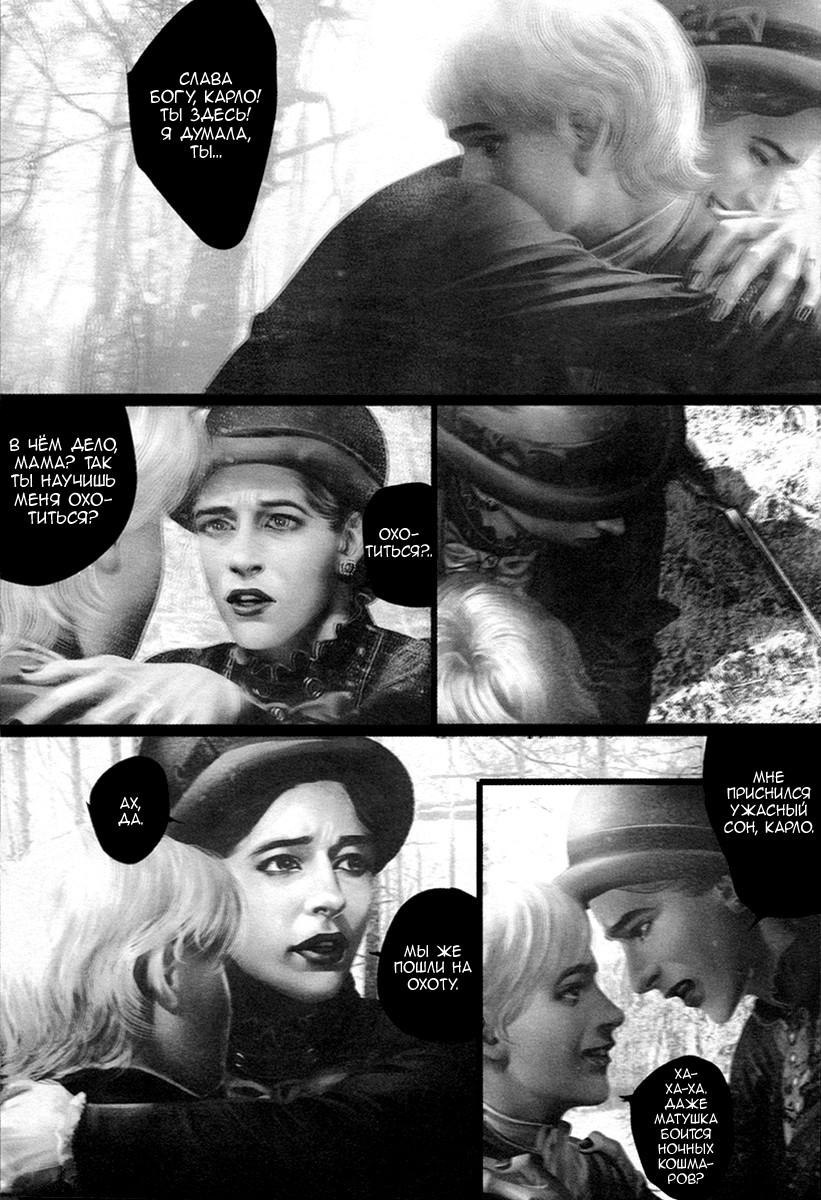 СЛАВА
БОГУ, КАРЛО!
ТЫ ЗДЕСЬ!
Я ДУМАЛА,
ТЫ...
В ЧЁМ ДЕЛО,
МАМА? ТАК
ТЫ НАУЧИШЬ
МЕНЯ ОХО-
ТИТЬСЯ?
ОХО-
ТИТЬСЯ?..
АХ,
ДА.
МЫ ЖЕ
ПОШЛИ НА
ОХОТУ.
МНЕ
ПРИСНИЛСЯ
УЖАСНЫЙ
СОН, КАРЛО.
ХА-
ХА-ХА.
ДАЖЕ
МАТУШКА
БОИТСЯ
НОЧНЫХ
КОШМА-
РОВ?